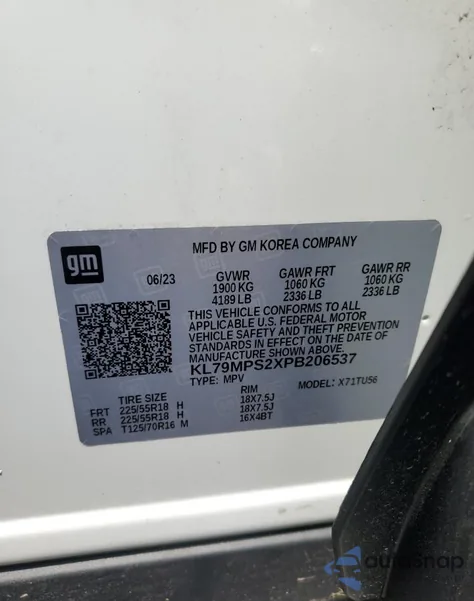 gm
MFD BY GM KOREA COMPANY
06/23 GVWR GAWR FRT GAWR RR
1900 KG 1060 KG 1060 KG
4189 LB 2336 LB 2336 LB
THIS VEHICLE CONFORMS TO ALL
APPLICABLE U.S. FEDERAL MOTOR
VEHICLE SAFETY AND THEFT PREVENTION
STANDARDS IN EFFECT ON THE DATE OF
MANUFACTURE SHOWN ABOVE.
KL79MPS2XPB206537
TYPE: MPV MODEL: X71TU56
TIRE SIZE RIM
FRT 225/55R18 H 18X7.5J
RR 225/55R18 H 18X7.5J
SPA T125/70R16 M 16X4BT
autosnap